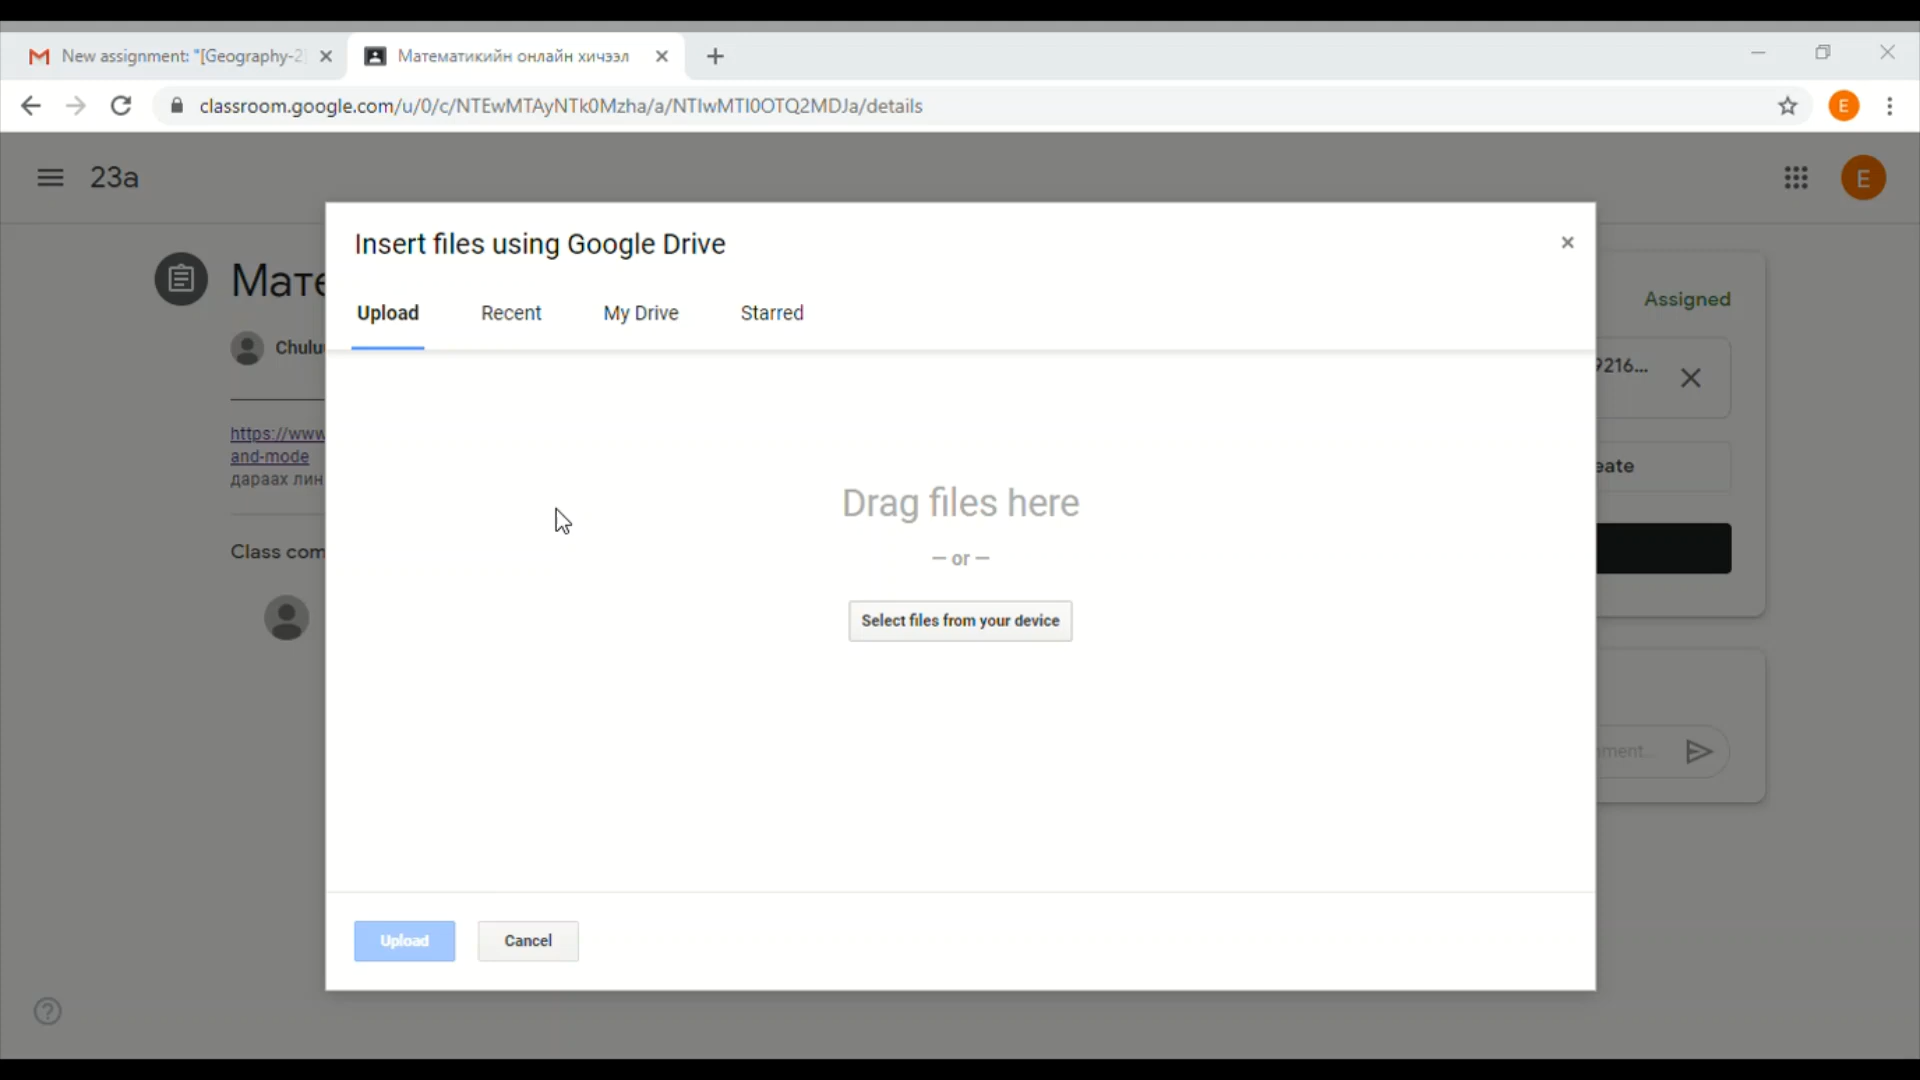 New assignment: "[Geography-2]
Математикийн онлайн хичээл
classroom.google.com/u/0/c/NTEwMTAyNTk0Mzha/a/NTIwMTI0OTQ2MDJa/details
E
23a
E
Insert files using Google Drive
Upload
Recent
My Drive
Starred
Мате
Assigned
Chulu
9216...
https://www
and-mode
дараах лин
eate
Drag files here
— or —
Class com
Select files from your device
ment...
Upload
Cancel